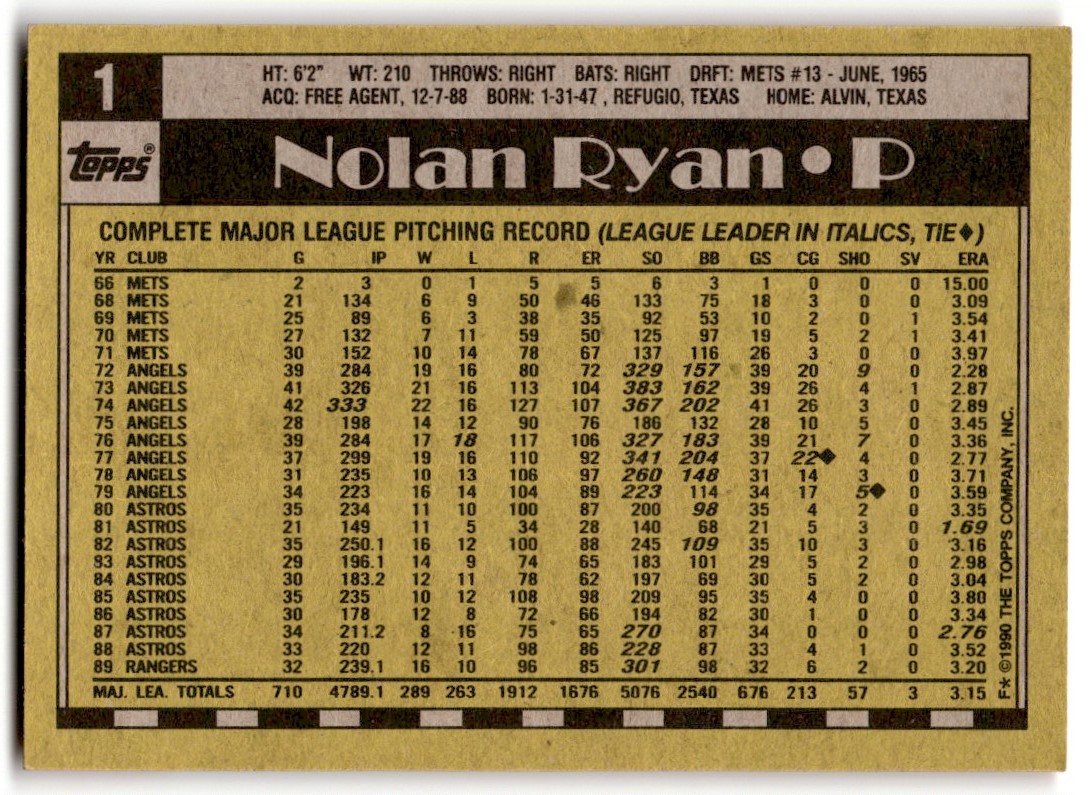 1
HT: 6'2" WT: 210 THROWS: RIGHT BATS: RIGHT DRFT: METS #13 - JUNE, 1965
ACQ: FREE AGENT, 12-7-88 BORN: 1-31-47 , REFUGIO, TEXAS HOME: ALVIN, TEXAS
topps®
Nolan Ryan • P
COMPLETE MAJOR LEAGUE PITCHING RECORD (LEAGUE LEADER IN ITALICS, TIE♦)
YR CLUB G IP W L R ER SO BB GS CG SHO SV ERA
66 METS 2 3 0 1 5 5 6 3 1 0 0 0 15.00
68 METS 21 134 6 9 50 46 133 75 18 3 0 0 3.09
69 METS 25 89 6 3 38 35 92 53 10 2 0 1 3.54
70 METS 27 132 7 11 59 50 125 97 19 5 2 1 3.41
71 METS 30 152 10 14 78 67 137 116 26 3 0 0 3.97
72 ANGELS 39 284 19 16 80 72 329 157 39 20 9 0 2.28
73 ANGELS 41 326 21 16 113 104 383 162 39 26 4 1 2.87
74 ANGELS 42 333 22 16 127 107 367 202 41 26 3 0 2.89
75 ANGELS 28 198 14 12 90 76 186 132 28 10 5 0 3.45
76 ANGELS 39 284 17 18 117 106 327 183 39 21 7 0 3.36
77 ANGELS 37 299 19 16 110 92 341 204 37 22♦ 4 0 2.77
78 ANGELS 31 235 10 13 106 97 260 148 31 14 3 0 3.71
79 ANGELS 34 223 16 14 104 89 223 114 34 17 5♦ 0 3.59
80 ASTROS 35 234 11 10 100 87 200 98 35 4 2 0 3.35
81 ASTROS 21 149 11 5 34 28 140 68 21 5 3 0 1.69
82 ASTROS 35 250.1 16 12 100 88 245 109 35 10 3 0 3.16
83 ASTROS 29 196.1 14 9 74 65 183 101 29 5 2 0 2.98
84 ASTROS 30 183.2 12 11 78 62 197 69 30 5 2 0 3.04
85 ASTROS 35 235 10 12 108 98 209 95 35 4 0 0 3.80
86 ASTROS 30 178 12 8 72 66 194 82 30 1 0 0 3.34
87 ASTROS 34 211.2 8 16 75 65 270 87 34 0 0 0 2.76
88 ASTROS 33 220 12 11 98 86 228 87 33 4 1 0 3.52
89 RANGERS 32 239.1 16 10 96 85 301 98 32 6 2 0 3.20
MAJ. LEA. TOTALS 710 4789.1 289 263 1912 1676 5076 2540 676 213 57 3 3.15
F★ ©1990 THE TOPPS COMPANY, INC.